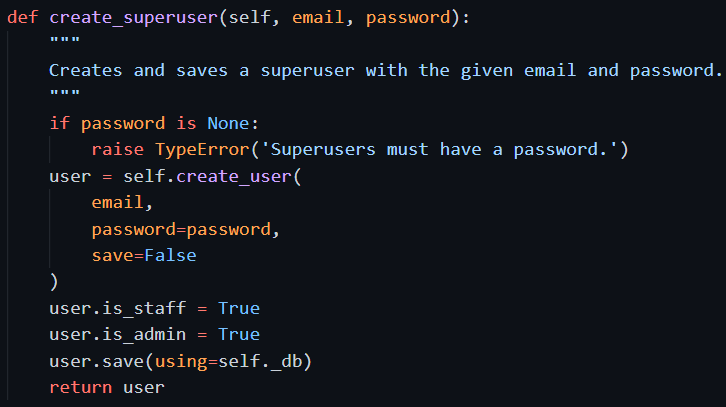 def create_superuser(self, email, password):
    """
    Creates and saves a superuser with the given email and password.
    """
    if password is None:
        raise TypeError('Superusers must have a password.')
    user = self.create_user(
        email,
        password=password,
        save=False
    )
    user.is_staff = True
    user.is_admin = True
    user.save(using=self._db)
    return user